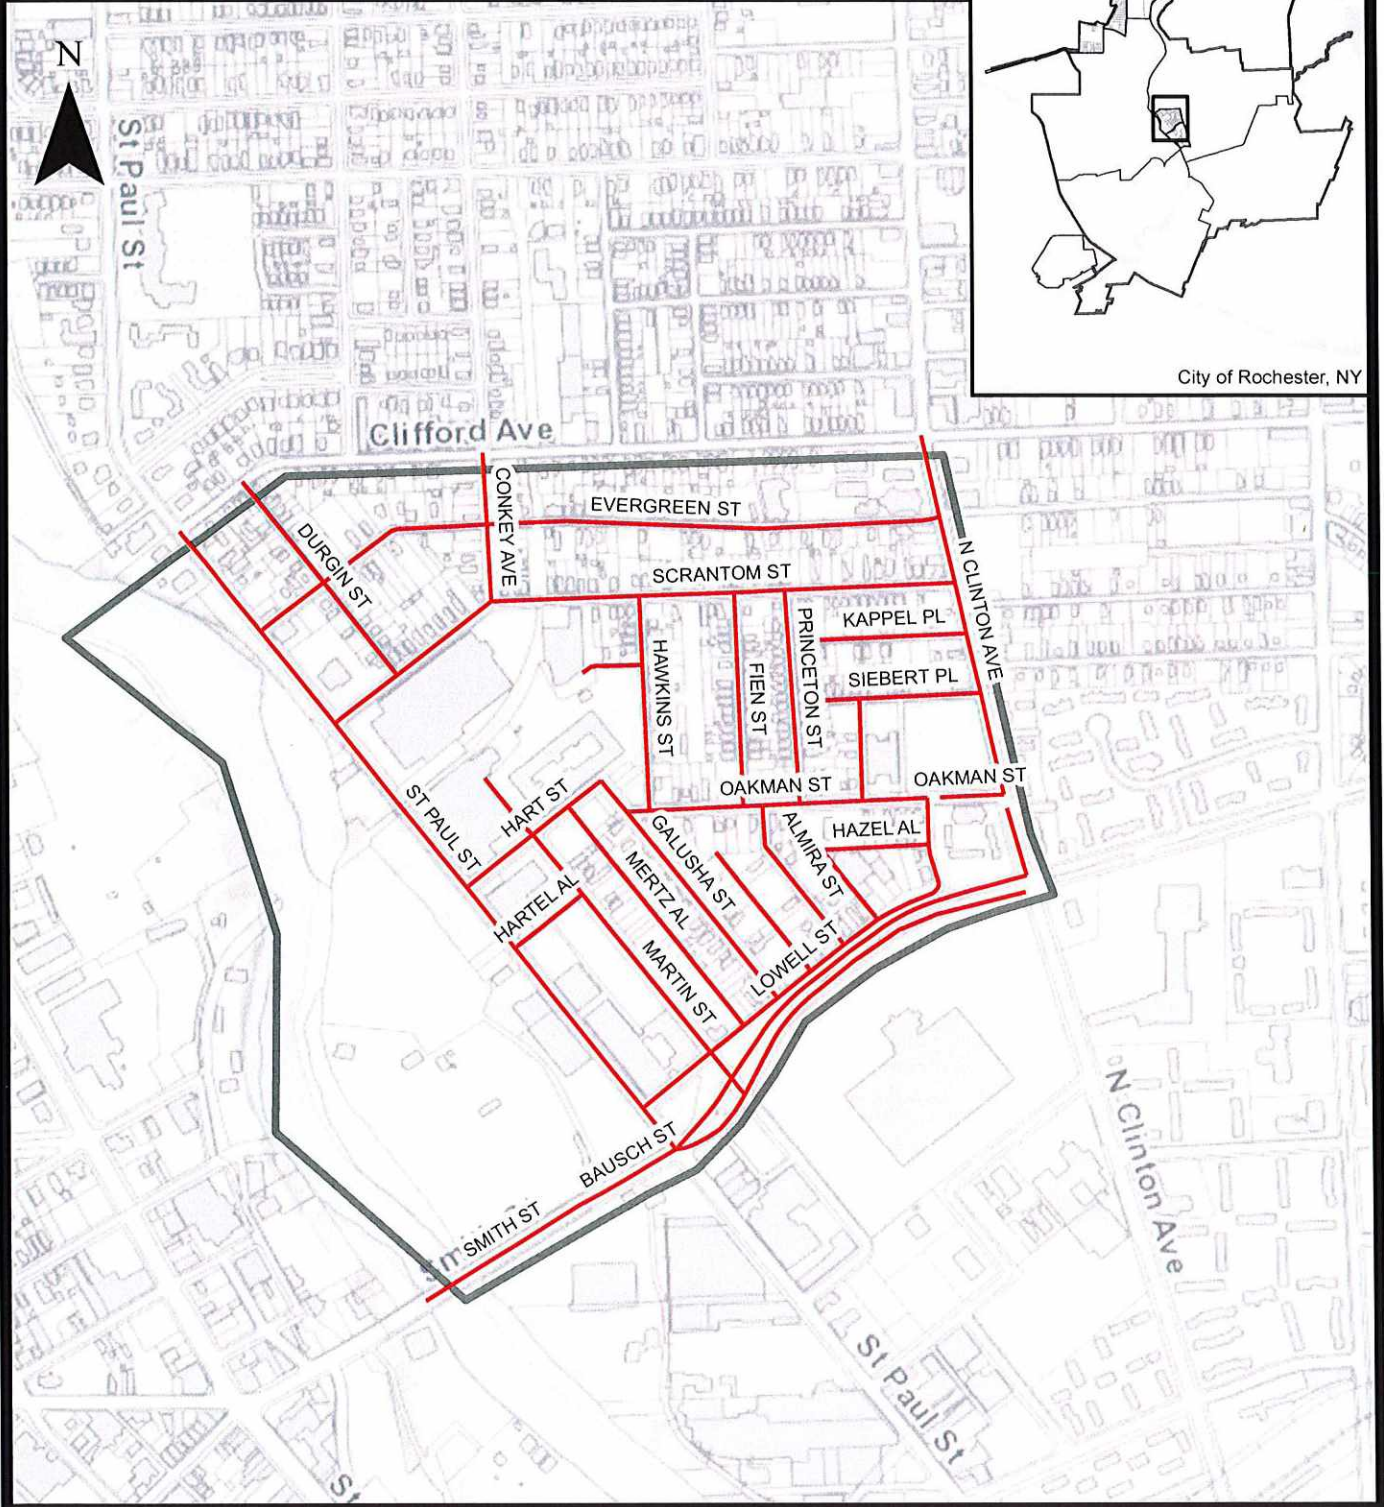 N
St Paul St
City of Rochester, NY
Clifford Ave
CONKEY AVE
EVERGREEN ST
DURGIN ST
N CLINTON AVE
SCRANTOM ST
KAPPEL PL
PRINCETON ST
HAWKINS ST
FIEN ST
SIEBERT PL
OAKMAN ST
OAKMAN ST
HART ST
ST PAUL ST
GALUSHA ST
ALMIRA ST
HAZEL AL
MERTZ AL
HARTEL AL
LOWELL ST
MARTIN ST
N Clinton Ave
BAUSCH ST
SMITH ST
St Paul St
St